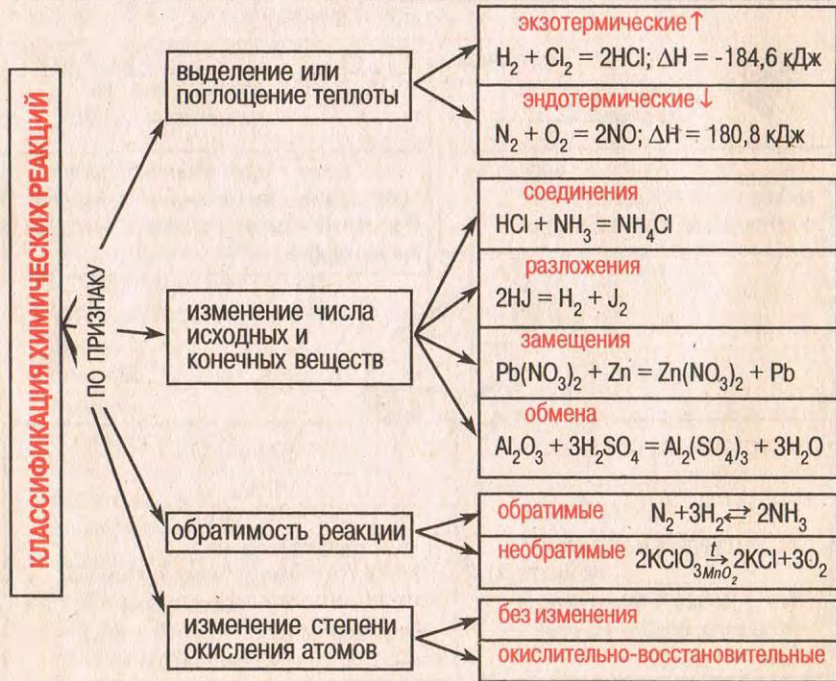 КЛАССИФИКАЦИЯ ХИМИЧЕСКИХ РЕАКЦИЙ
ПО ПРИЗНАКУ
выделение или
поглощение теплоты
экзотермические ↑
H₂ + Cl₂ = 2HCl; ΔH = -184,6 кДж
эндотермические ↓
N₂ + O₂ = 2NO; ΔH = 180,8 кДж
изменение числа
исходных и
конечных веществ
соединения
HCl + NH₃ = NH₄Cl
разложения
2HJ = H₂ + J₂
замещения
Pb(NO₃)₂ + Zn = Zn(NO₃)₂ + Pb
обмена
Al₂O₃ + 3H₂SO₄ = Al₂(SO₄)₃ + 3H₂O
обратимость реакции
обратимые N₂+3H₂⇄ 2NH₃
необратимые 2KClO₃ t→MnO₂ 2KCl+3O₂
изменение степени
окисления атомов
без изменения
окислительно-восстановительные